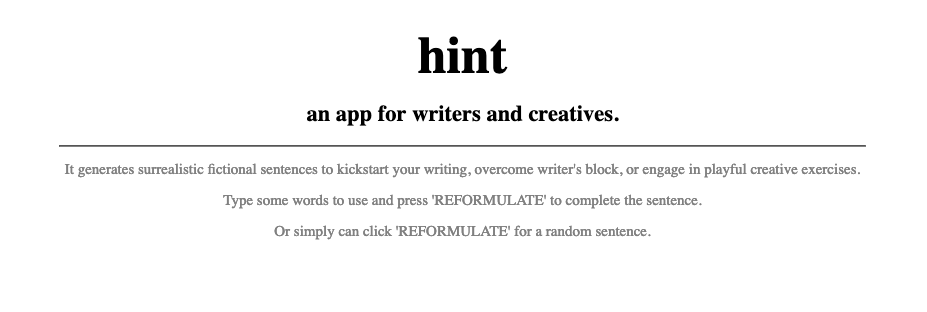 hint
an app for writers and creatives.
It generates surrealistic fictional sentences to kickstart your writing, overcome writer's block, or engage in playful creative exercises.
Type some words to use and press 'REFORMULATE' to complete the sentence.
Or simply can click 'REFORMULATE' for a random sentence.